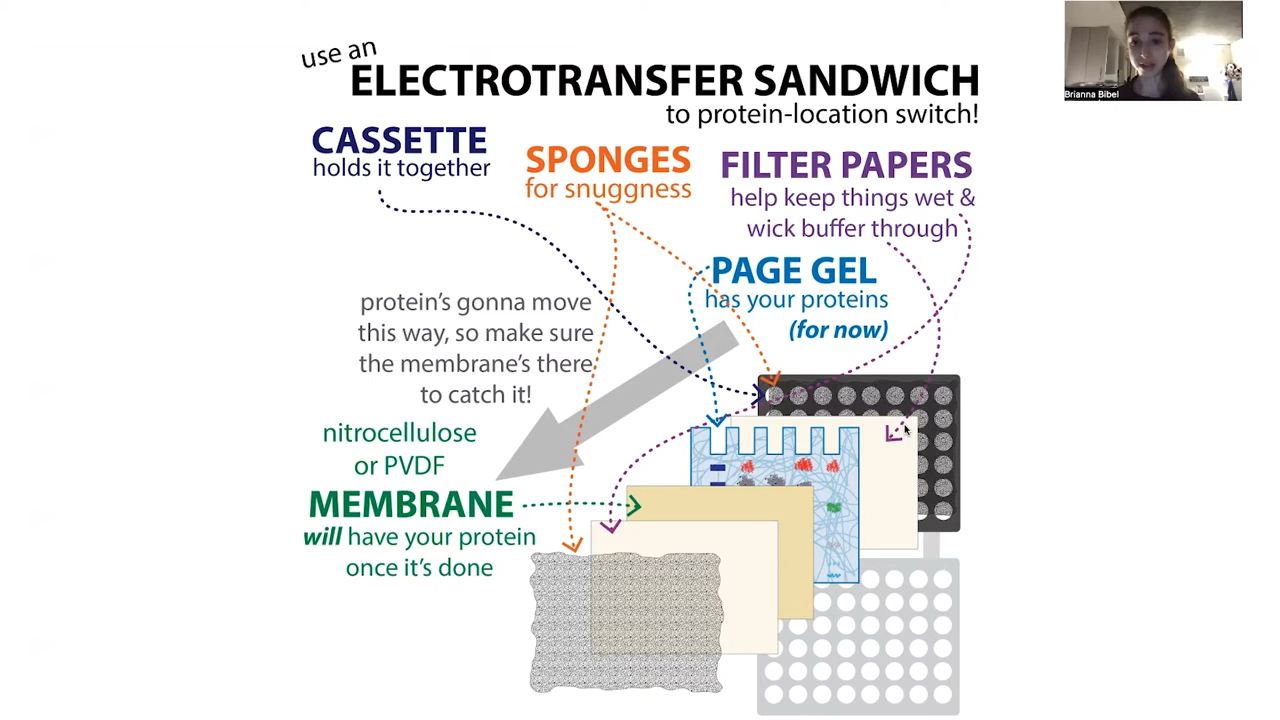 use an
ELECTROTRANSFER SANDWICH
to protein-location switch!
CASSETTE
holds it together
SPONGES
for snuggness
FILTER PAPERS
help keep things wet &
wick buffer through
PAGE GEL
has your proteins
(for now)
protein's gonna move
this way, so make sure
the membrane's there
to catch it!
nitrocellulose
or PVDF
MEMBRANE
will have your protein
once it's done
Brianna Bibel